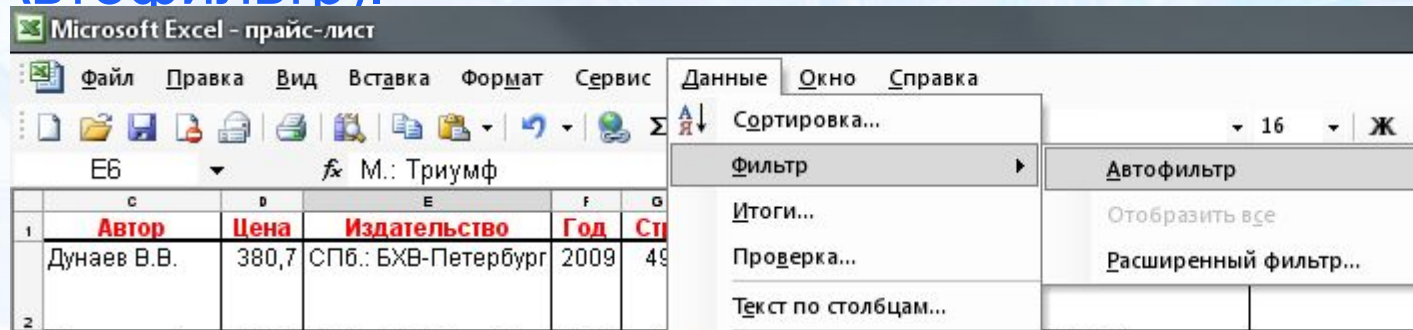 Автофильтр).
Microsoft Excel - прайс-лист
Файл Правка Вид Вставка Формат Сервис Данные Окно Справка
Σ А Я Сортировка... 16 Ж
E6 fx М.: Триумф Фильтр Автофильтр
C D E F G
1 Автор Цена Издательство Год Итоги... Отобразить все
Дунаев В.В. 380,7 СПб.: БХВ-Петербург 2009 Проверка... Расширенный фильтр...
2 Текст по столбцам...